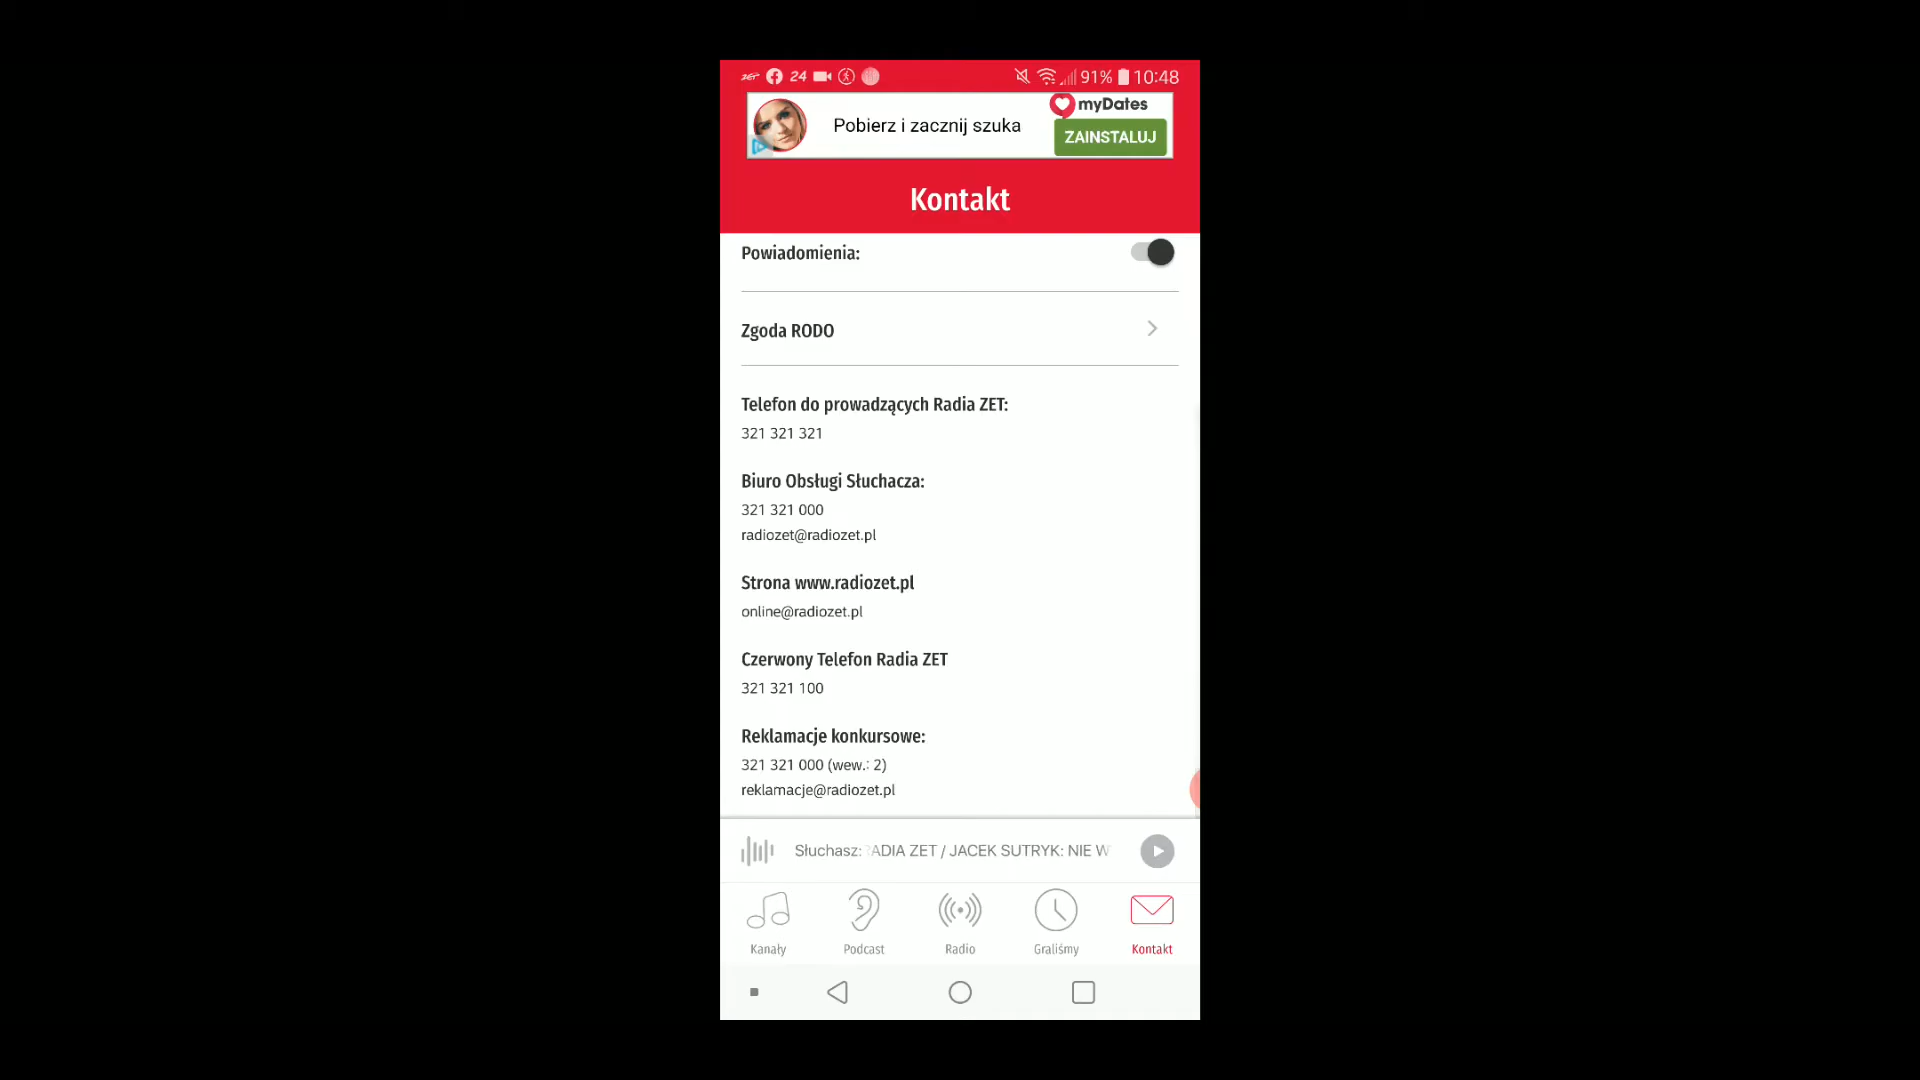 24 91% 10:48
Pobierz i zacznij szuka
myDates
ZAINSTALUJ
Kontakt
Powiadomienia:
Zgoda RODO
Telefon do prowadzących Radia ZET:
321 321 321
Biuro Obsługi Słuchacza:
321 321 000
radiozet@radiozet.pl
Strona www.radiozet.pl
online@radiozet.pl
Czerwony Telefon Radia ZET
321 321 100
Reklamacje konkursowe:
321 321 000 (wew.: 2)
reklamacje@radiozet.pl
Słuchasz: ADIA ZET / JACEK SUTRYK: NIE W
Kanały Podcast Radio Graliśmy Kontakt